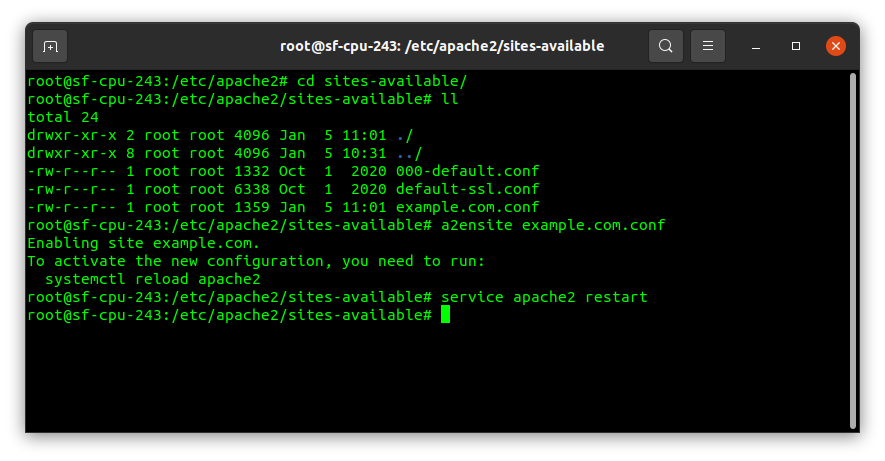 root@sf-cpu-243: /etc/apache2/sites-available
root@sf-cpu-243:/etc/apache2# cd sites-available/
root@sf-cpu-243:/etc/apache2/sites-available# ll
total 24
drwxr-xr-x 2 root root 4096 Jan  5 11:01 ./
drwxr-xr-x 8 root root 4096 Jan  5 10:31 ../
-rw-r--r-- 1 root root 1332 Oct  1  2020 000-default.conf
-rw-r--r-- 1 root root 6338 Oct  1  2020 default-ssl.conf
-rw-r--r-- 1 root root 1359 Jan  5 11:01 example.com.conf
root@sf-cpu-243:/etc/apache2/sites-available# a2ensite example.com.conf
Enabling site example.com.
To activate the new configuration, you need to run:
  systemctl reload apache2
root@sf-cpu-243:/etc/apache2/sites-available# service apache2 restart
root@sf-cpu-243:/etc/apache2/sites-available#